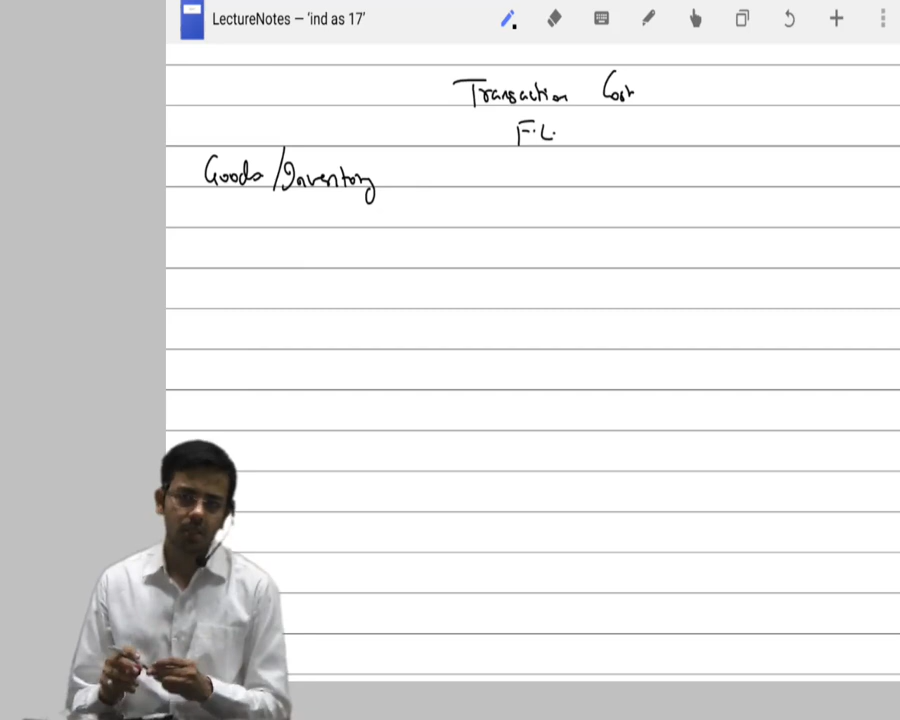 LectureNotes – 'ind as 17'
Transaction Cost
F.L.
Goods/Inventory